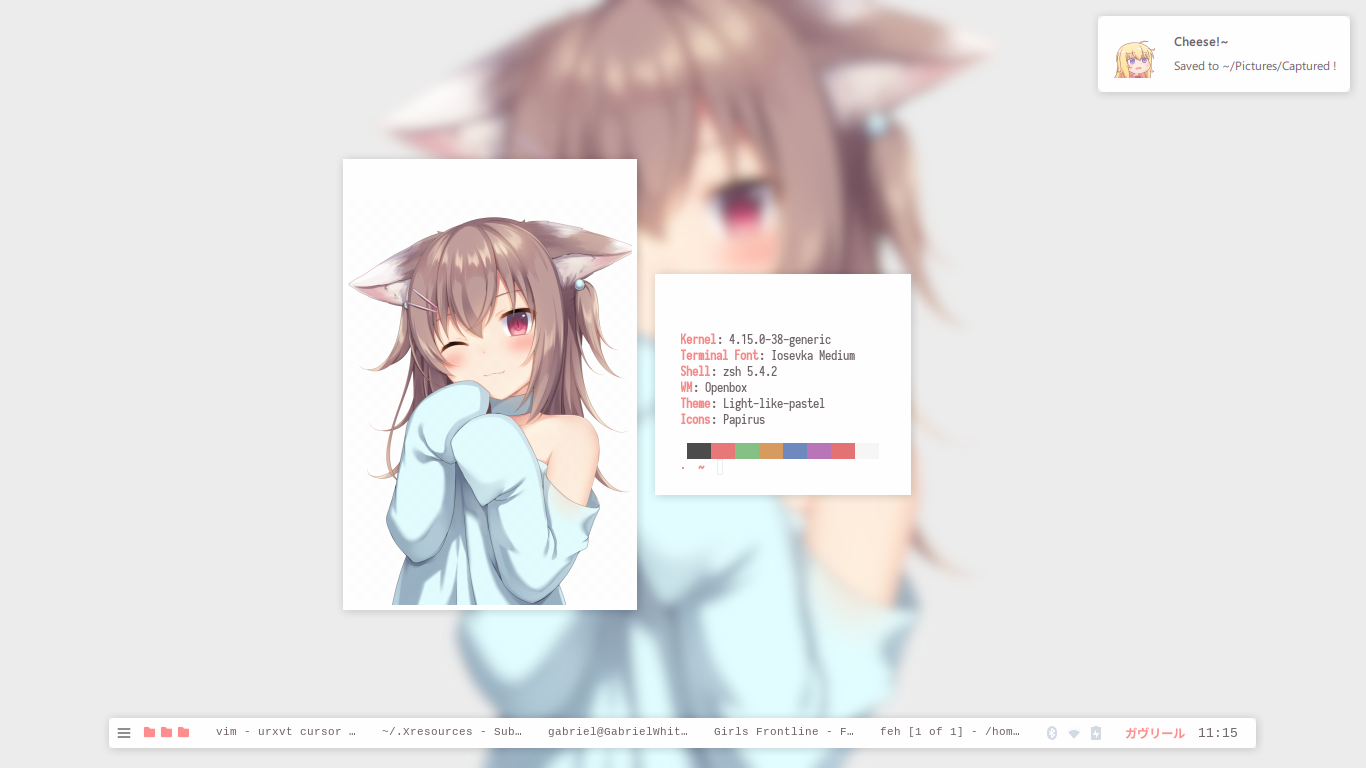 Cheese!~
Saved to ~/Pictures/Captured !
Kernel: 4.15.0-38-generic
Terminal Font: Iosevka Medium
Shell: zsh 5.4.2
WM: Openbox
Theme: Light-like-pastel
Icons: Papirus
· ~
vim - urxvt cursor … ~/.Xresources - Sub… gabriel@GabrielWhit… Girls Frontline - F… feh [1 of 1] - /hom… ガヴリール 11:15